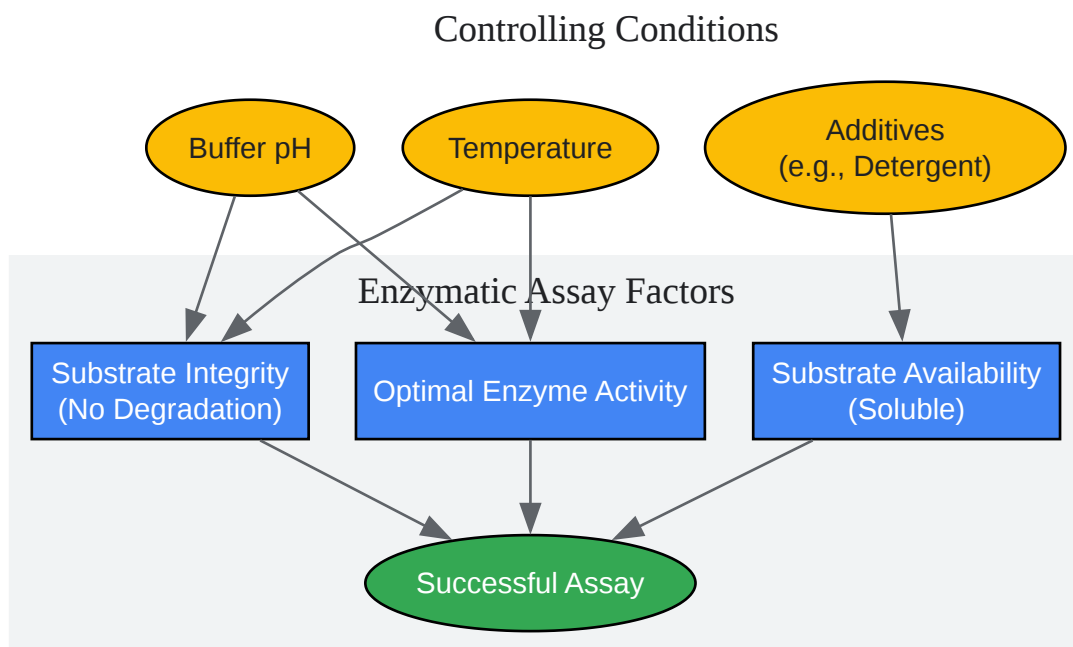 Controlling Conditions
Buffer pH
Temperature
Additives
(e.g., Detergent)
Enzymatic Assay Factors
Substrate Integrity
(No Degradation)
Optimal Enzyme Activity
Substrate Availability
(Soluble)
Successful Assay